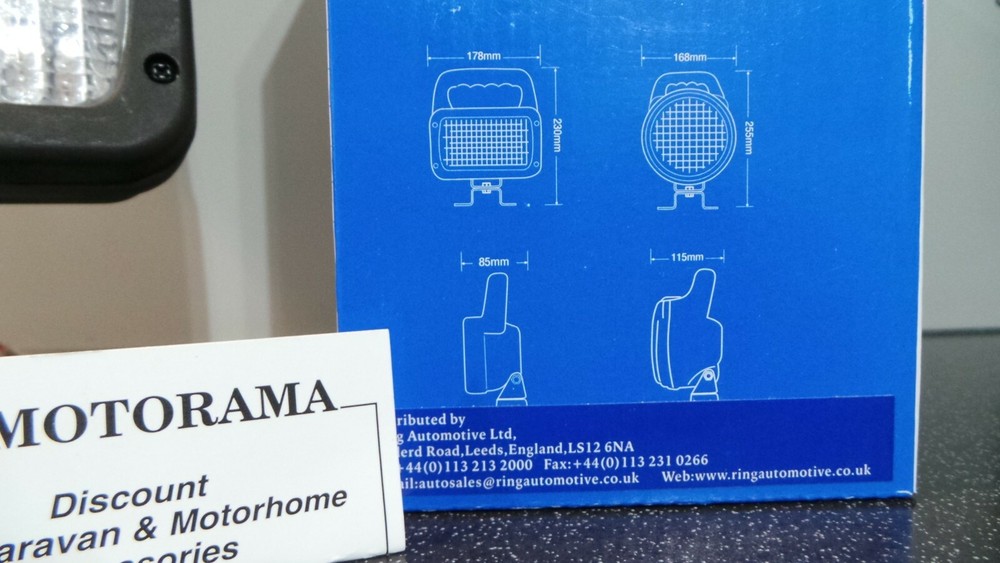 178mm
168mm
230mm
255mm
85mm
115mm
MOTORAMA
Discount
aravan & Motorhome
sories
ributed by
g Automotive Ltd,
erd Road,Leeds,England,LS12 6NA
+44(0)113 213 2000 Fax:+44(0)113 231 0266
ail:autosales@ringautomotive.co.uk Web:www.ringautomotive.co.uk